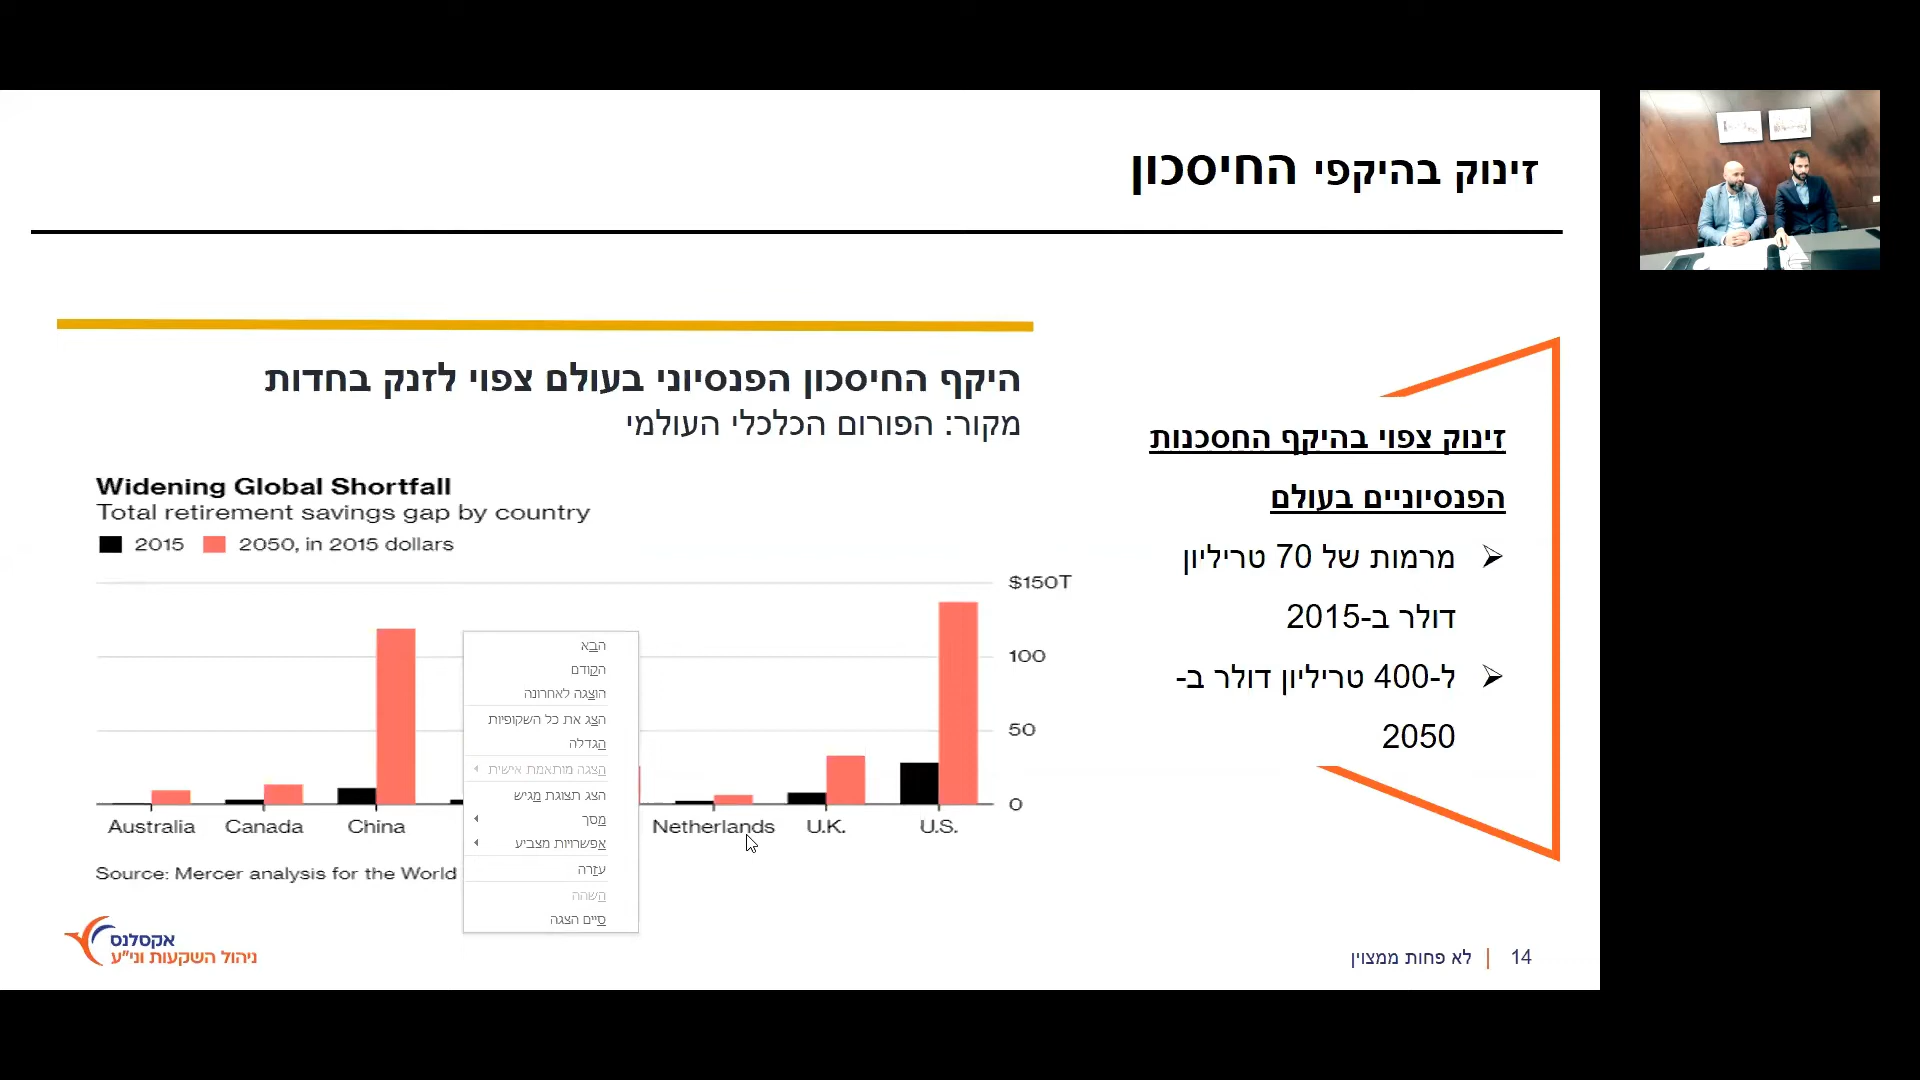 זינוק בהיקפי החיסכון
היקף החיסכון הפנסיוני בעולם צפוי לזנק בחדות
מקור: הפורום הכלכלי העולמי
Widening Global Shortfall
Total retirement savings gap by country
2015
2050, in 2015 dollars
$150T
100
50
0
Australia
Canada
China
Netherlands
U.K.
U.S.
Source: Mercer analysis for the World
הבא
הקודם
הוצגה לאחרונה
הצג את כל השקופיות
הגדלה
הצגה מותאמת אישית
הצג תצוגת מגיש
מסך
אפשרויות מצביע
עזרה
השהה
סיים הצגה
זינוק צפוי בהיקף החסכנות
הפנסיוניים בעולם
מרמות של 70 טריליון
דולר ב-2015
ל-400 טריליון דולר ב-
2050
אקסלנס
ניהול השקעות וני"ע
לא פחות ממצוין | 14